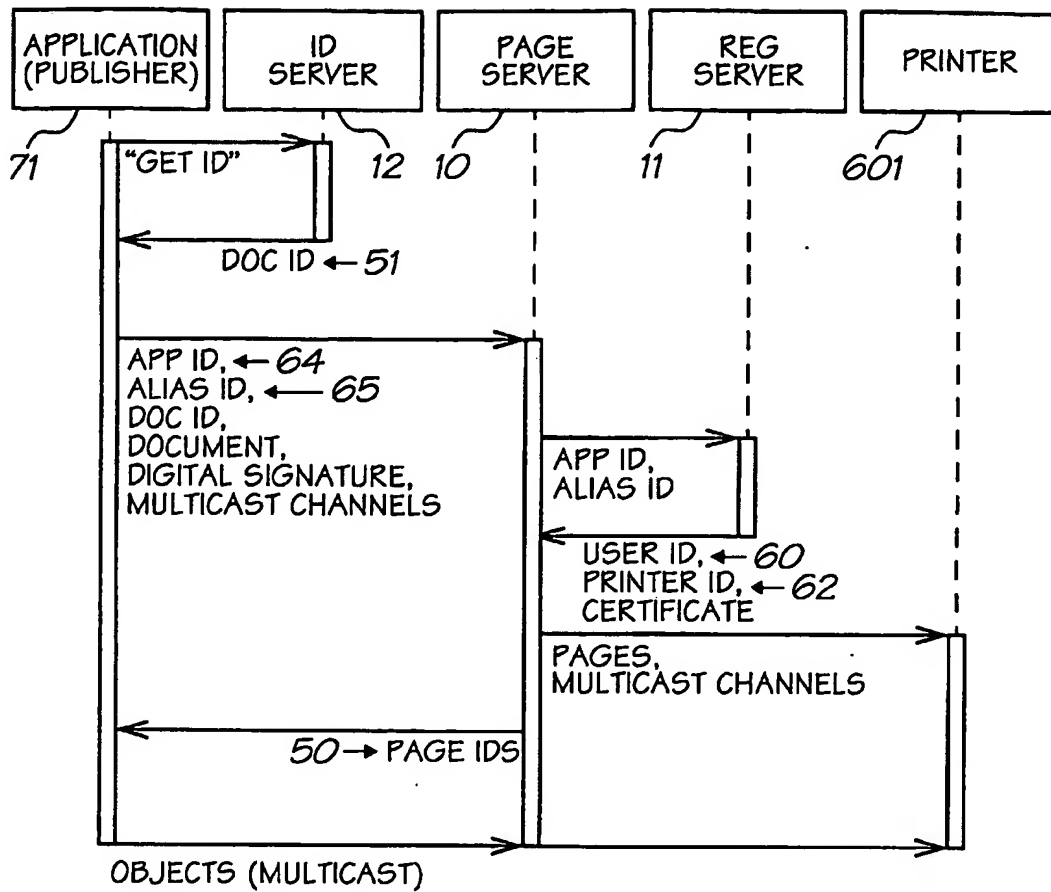 APPLICATION
(PUBLISHER)
ID
SERVER
PAGE
SERVER
REG
SERVER
PRINTER
71
"GET ID"
12
10
11
601
DOC ID ← 51
APP ID, ← 64
ALIAS ID, ← 65
DOC ID,
DOCUMENT,
DIGITAL SIGNATURE,
MULTICAST CHANNELS
APP ID,
ALIAS ID
USER ID, ← 60
PRINTER ID, ← 62
CERTIFICATE
PAGES,
MULTICAST CHANNELS
50 → PAGE IDS
OBJECTS (MULTICAST)